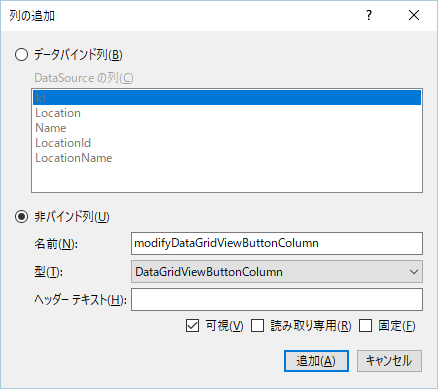 列の追加
?
データバインド列(B)
DataSource の列(C)
Id
Location
Name
LocationId
LocationName
非バインド列(U)
名前(N): modifyDataGridViewButtonColumn
型(T): DataGridViewButtonColumn
ヘッダー テキスト(H):
可視(V) 読み取り専用(R) 固定(F)
追加(A) キャンセル